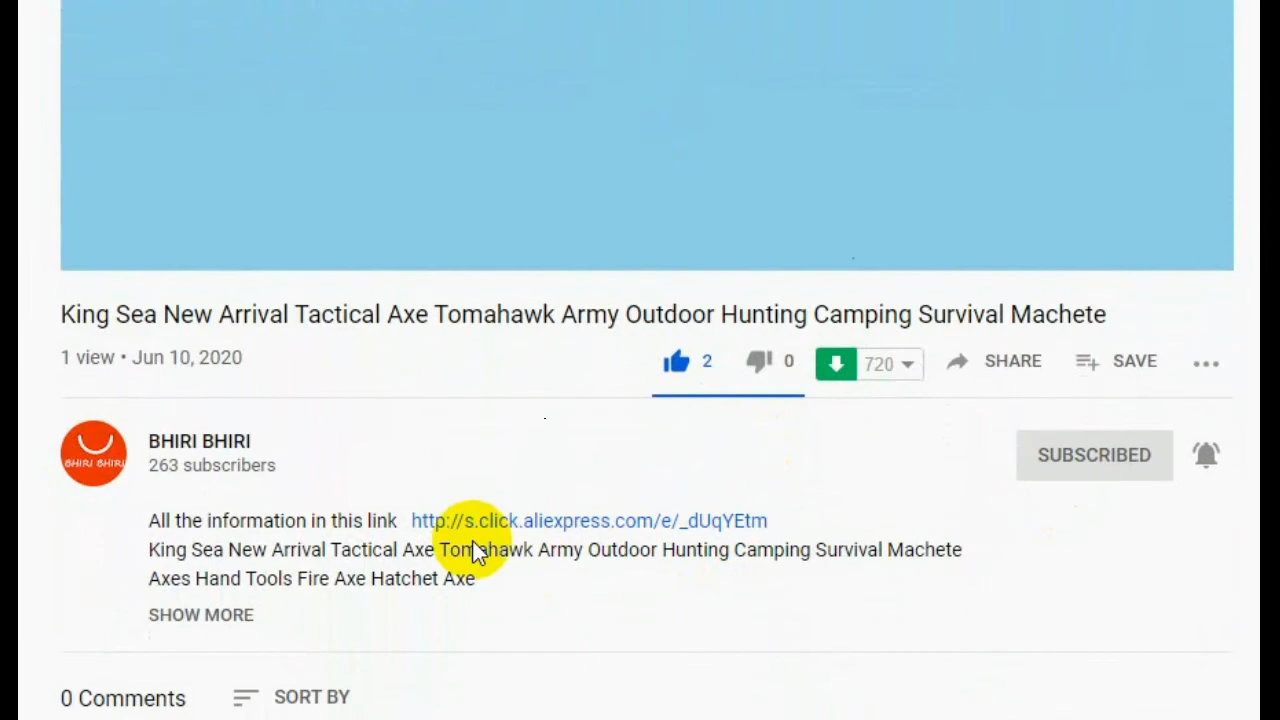 King Sea New Arrival Tactical Axe Tomahawk Army Outdoor Hunting Camping Survival Machete
1 view • Jun 10, 2020
2
0
720
SHARE
SAVE
BHIRI BHIRI
BHIRI BHIRI
263 subscribers
SUBSCRIBED
All the information in this link http://s.click.aliexpress.com/e/_dUqYEtm
King Sea New Arrival Tactical Axe Tomahawk Army Outdoor Hunting Camping Survival Machete
Axes Hand Tools Fire Axe Hatchet Axe
SHOW MORE
0 Comments
SORT BY